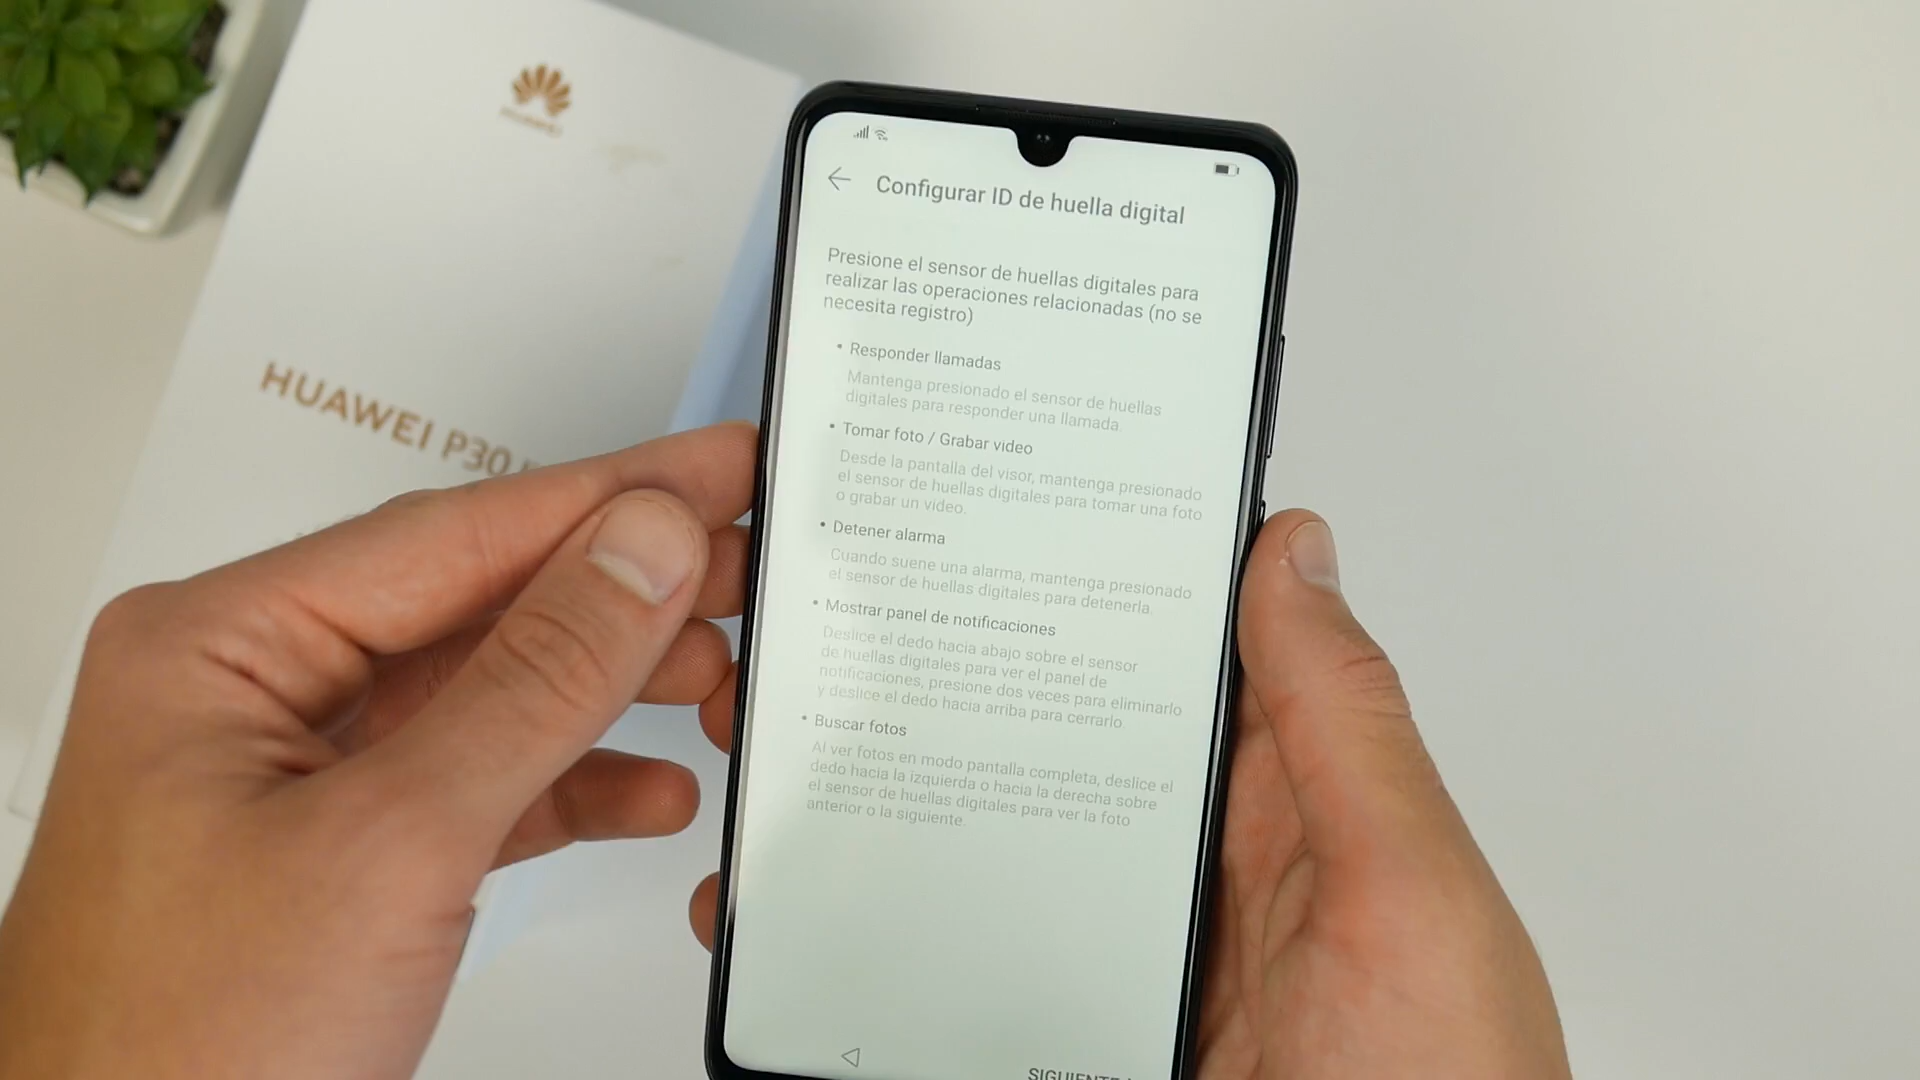 HUAWEI
HUAWEI P30
Configurar ID de huella digital
Presione el sensor de huellas digitales para
realizar las operaciones relacionadas (no se
necesita registro)
• Responder llamadas
Mantenga presionado el sensor de huellas
digitales para responder una llamada.
• Tomar foto / Grabar video
Desde la pantalla del visor, mantenga presionado
el sensor de huellas digitales para tomar una foto
o grabar un video.
• Detener alarma
Cuando suene una alarma, mantenga presionado
el sensor de huellas digitales para detenerla.
• Mostrar panel de notificaciones
Deslice el dedo hacia abajo sobre el sensor
de huellas digitales para ver el panel de
notificaciones, presione dos veces para eliminarlo
y deslice el dedo hacia arriba para cerrarlo.
• Buscar fotos
Al ver fotos en modo pantalla completa, deslice el
dedo hacia la izquierda o hacia la derecha sobre
el sensor de huellas digitales para ver la foto
anterior o la siguiente.
SIGUIENTE